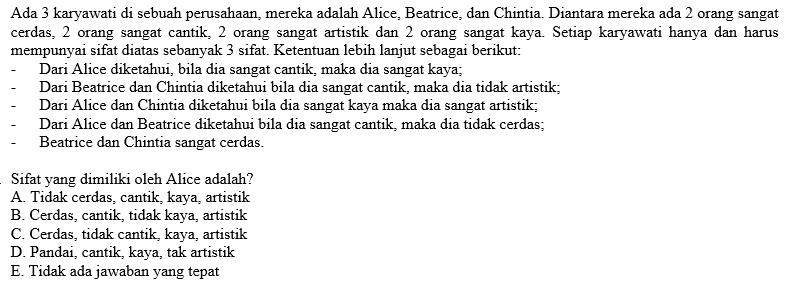 Ada 3 karyawati di sebuah perusahaan, mereka adalah Alice, Beatrice, dan Chintia. Diantara mereka ada 2 orang sangat
cerdas, 2 orang sangat cantik, 2 orang sangat artistik dan 2 orang sangat kaya. Setiap karyawati hanya dan harus
mempunyai sifat diatas sebanyak 3 sifat. Ketentuan lebih lanjut sebagai berikut:
- Dari Alice diketahui, bila dia sangat cantik, maka dia sangat kaya;
- Dari Beatrice dan Chintia diketahui bila dia sangat cantik, maka dia tidak artistik;
- Dari Alice dan Chintia diketahui bila dia sangat kaya maka dia sangat artistik;
- Dari Alice dan Beatrice diketahui bila dia sangat cantik, maka dia tidak cerdas;
- Beatrice dan Chintia sangat cerdas.
Sifat yang dimiliki oleh Alice adalah?
A. Tidak cerdas, cantik, kaya, artistik
B. Cerdas, cantik, tidak kaya, artistik
C. Cerdas, tidak cantik, kaya, artistik
D. Pandai, cantik, kaya, tak artistik
E. Tidak ada jawaban yang tepat